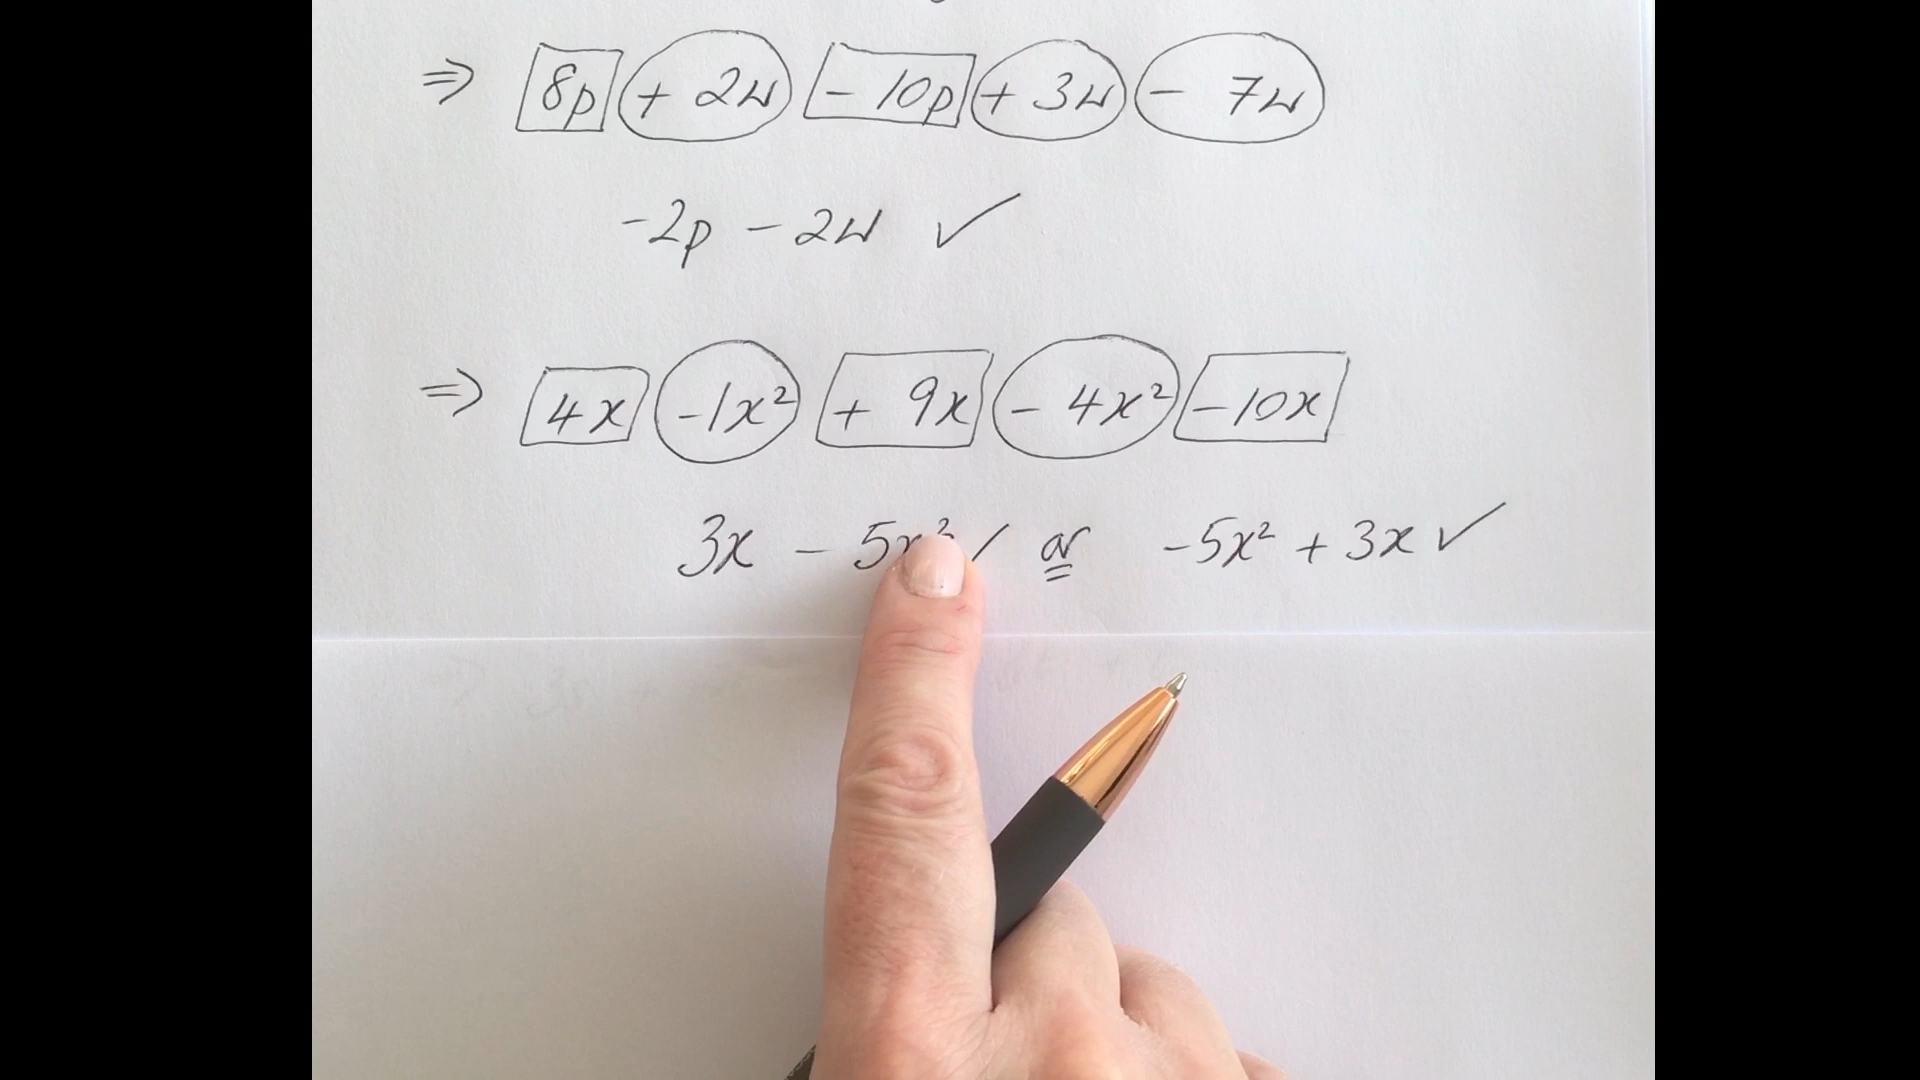 ⇒ 8p + 2w - 10p + 3w - 7w
-2p - 2w ✓
⇒ 4x -1x² + 9x - 4x² - 10x
3x - 5x² ✓ or -5x² + 3x ✓